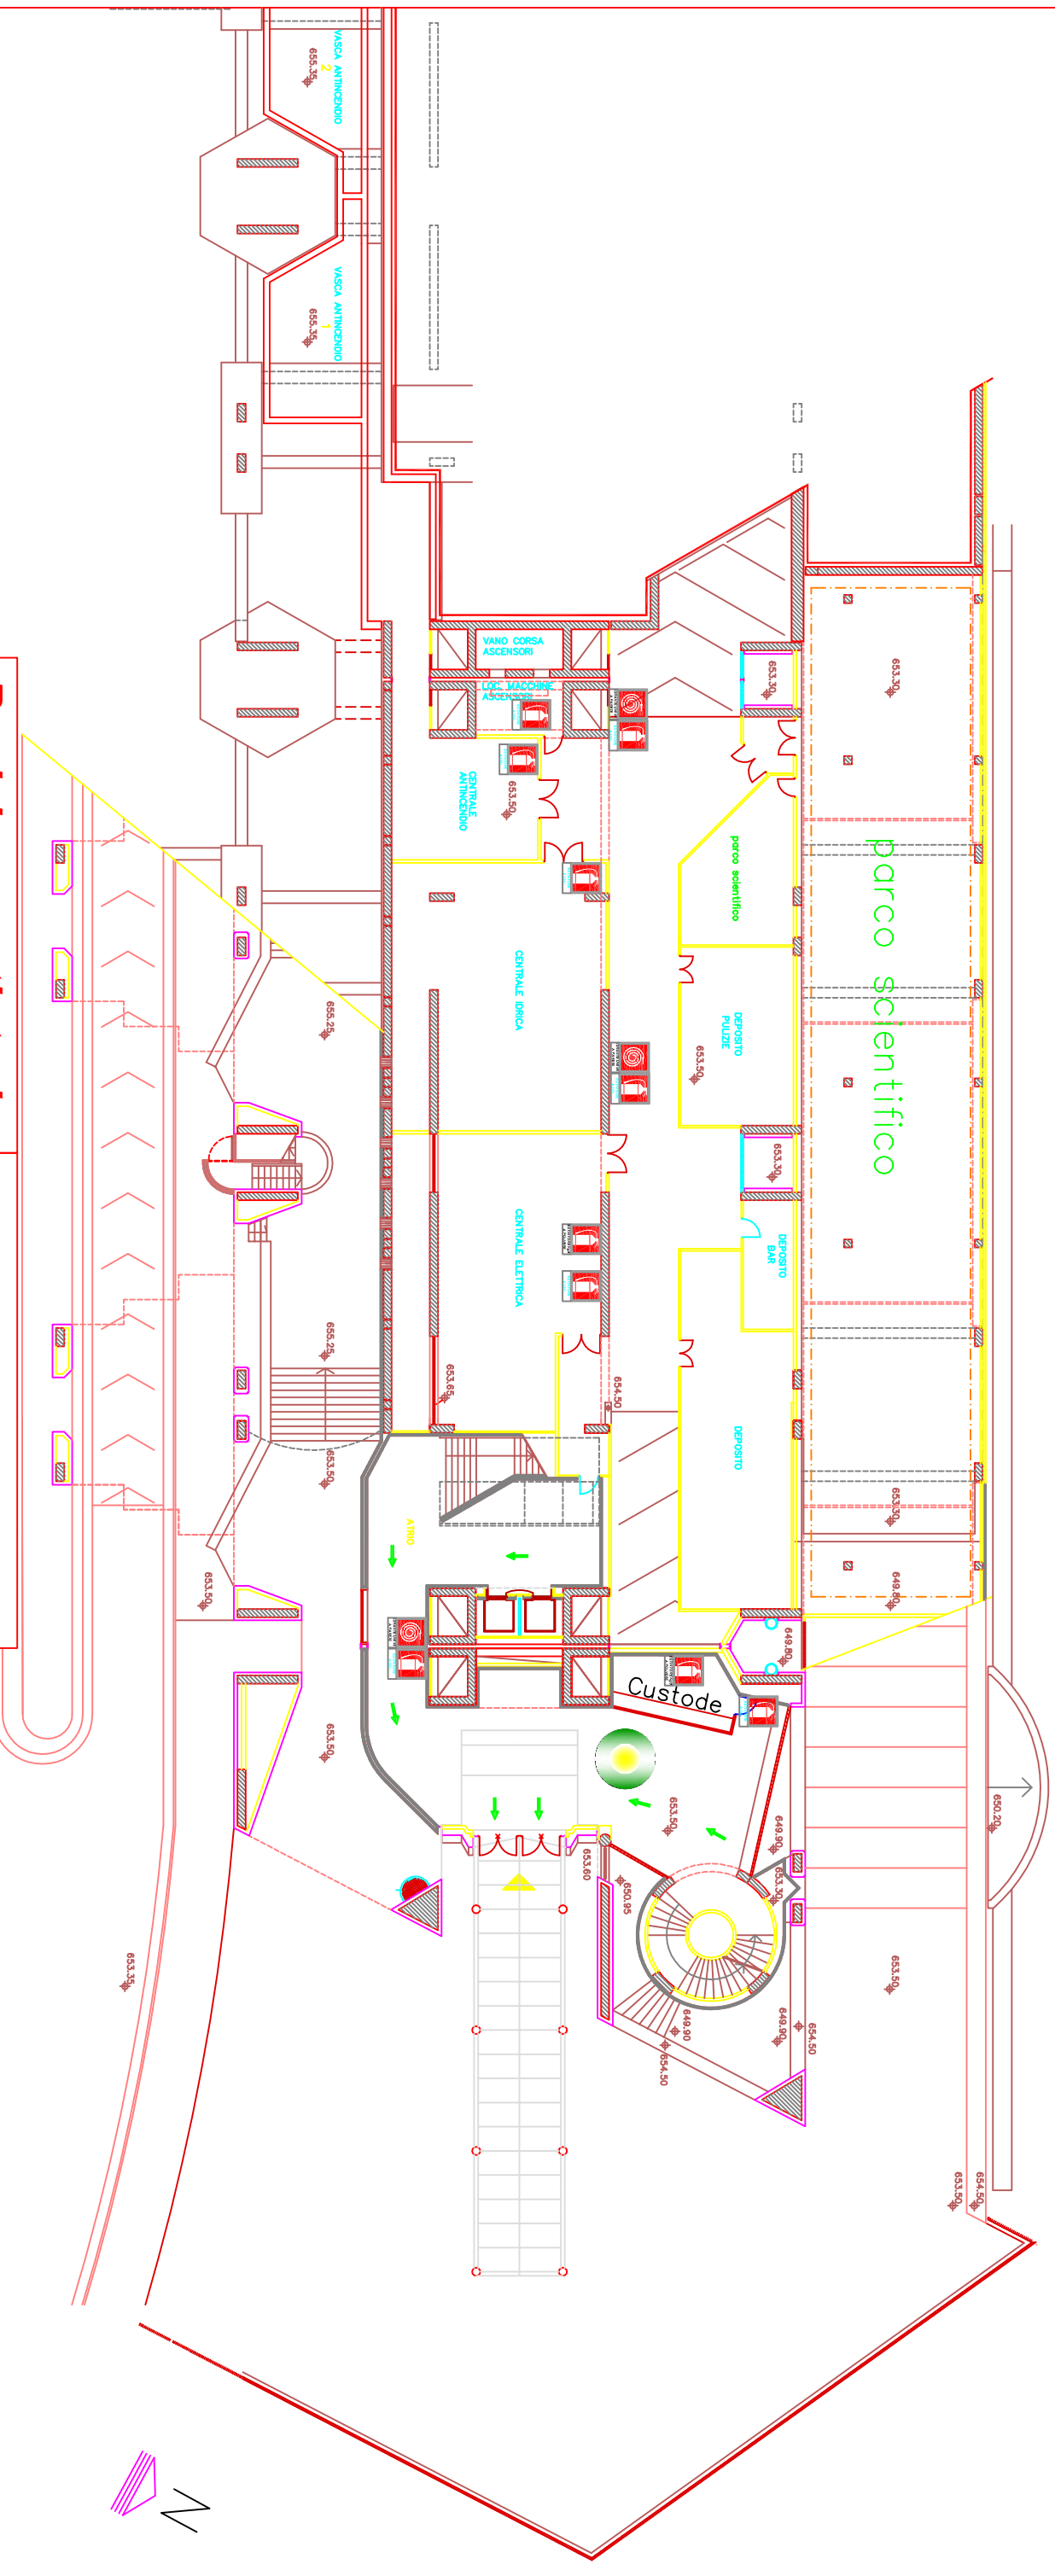 VASCA ANTINCENDIO
2
655.35
VASCA ANTINCENDIO
1
655.35
VANO CORSA
ASCENSORI
LOC. MACCHINE
ASCENSORI
653.30
653.30
CENTRALE
ANTINCENDIO
653.50
parco scientifico
parco scientifico
CENTRALE IDRICA
DEPOSITO
PULIZIE
653.50
655.25
653.30
DEPOSITO
BAR
CENTRALE ELETTRICA
655.25
653.65
654.50
DEPOSITO
653.50
653.30
ATRIO
653.50
649.80
649.80
Custode
653.50
653.50
650.20
649.90
653.60
653.30
650.95
653.35
653.50
649.90
649.90
654.50
654.50
653.50
654.50
N